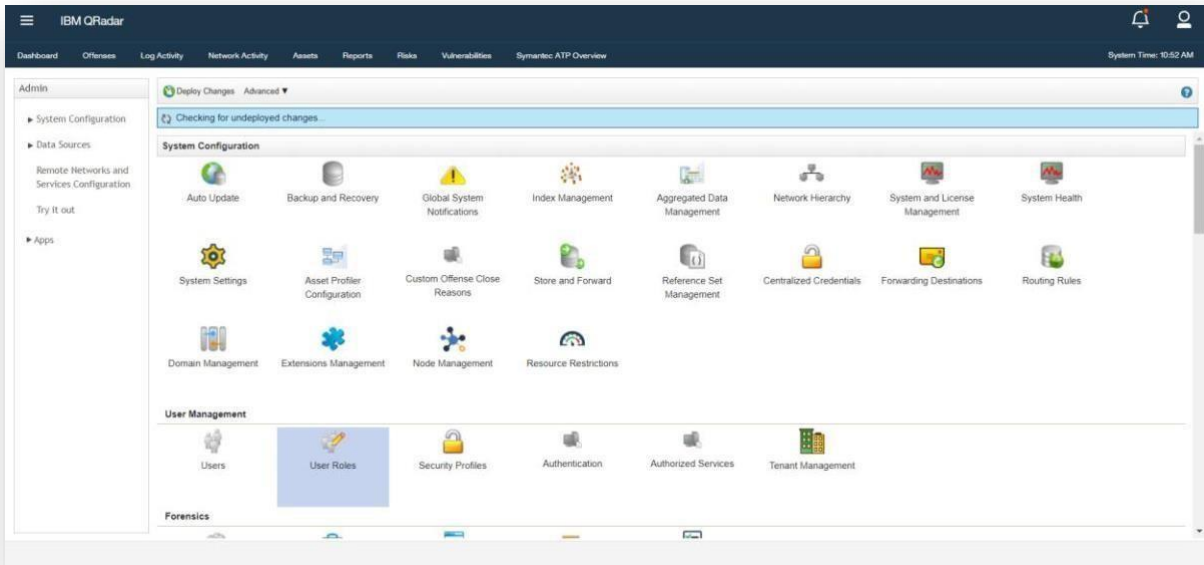 IBM QRadar
Dashboard Offenses Log Activity Network Activity Assets Reports Risks Vulnerabilities Symantec ATP Overview System Time: 10:52 AM
Admin
System Configuration
Data Sources
Remote Networks and
Services Configuration
Try it out
Apps
Deploy Changes Advanced
Checking for undeployed changes...
System Configuration
Auto Update Backup and Recovery Global System Index Management Aggregated Data Network Hierarchy System and License System Health
Notifications Management Management
System Settings Asset Profiler Custom Offense Close Store and Forward Reference Set Centralized Credentials Forwarding Destinations Routing Rules
Configuration Reasons Management
Domain Management Extensions Management Node Management Resource Restrictions
User Management
Users User Roles Security Profiles Authentication Authorized Services Tenant Management
Forensics